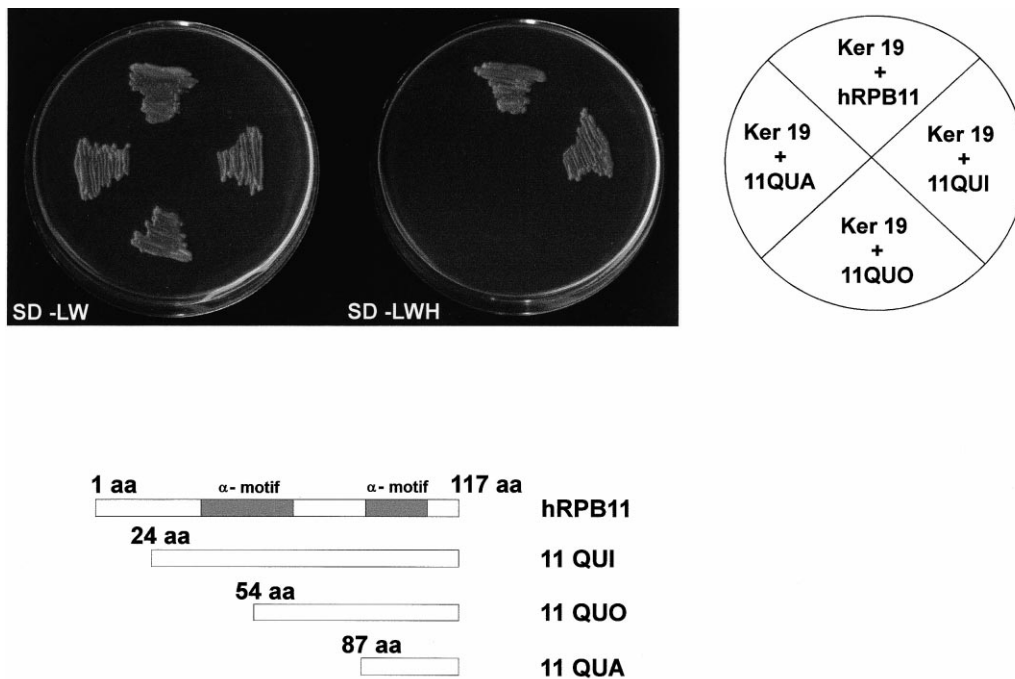 SD -LW
SD -LWH
Ker 19
+
hRPB11
Ker 19
+
11QUA
Ker 19
+
11QUI
Ker 19
+
11QUO
1 aa
α- motif
α- motif
117 aa
hRPB11
24 aa
11 QUI
54 aa
11 QUO
87 aa
11 QUA